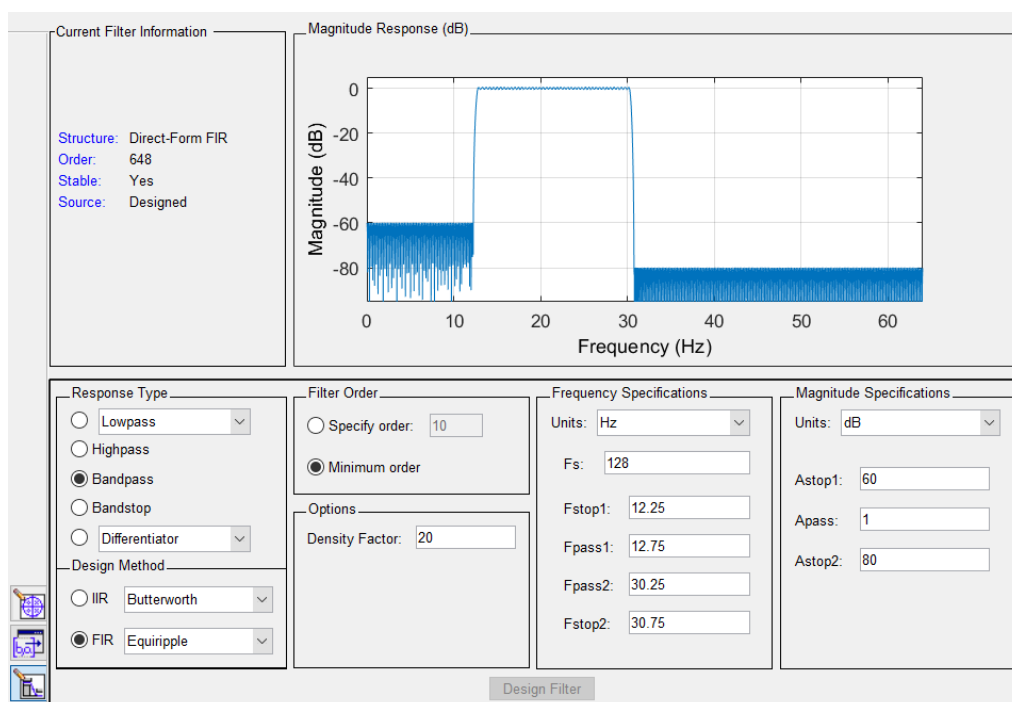 Current Filter Information
Structure: Direct-Form FIR
Order: 648
Stable: Yes
Source: Designed
Magnitude Response (dB)
Magnitude (dB)
0
-20
-40
-60
-80
0 10 20 30 40 50 60
Frequency (Hz)
Response Type
Lowpass
Highpass
Bandpass
Bandstop
Differentiator
Design Method
IIR Butterworth
FIR Equiripple
Filter Order
Specify order: 10
Minimum order
Options
Density Factor: 20
Frequency Specifications
Units: Hz
Fs: 128
Fstop1: 12.25
Fpass1: 12.75
Fpass2: 30.25
Fstop2: 30.75
Magnitude Specifications
Units: dB
Astop1: 60
Apass: 1
Astop2: 80
Design Filter